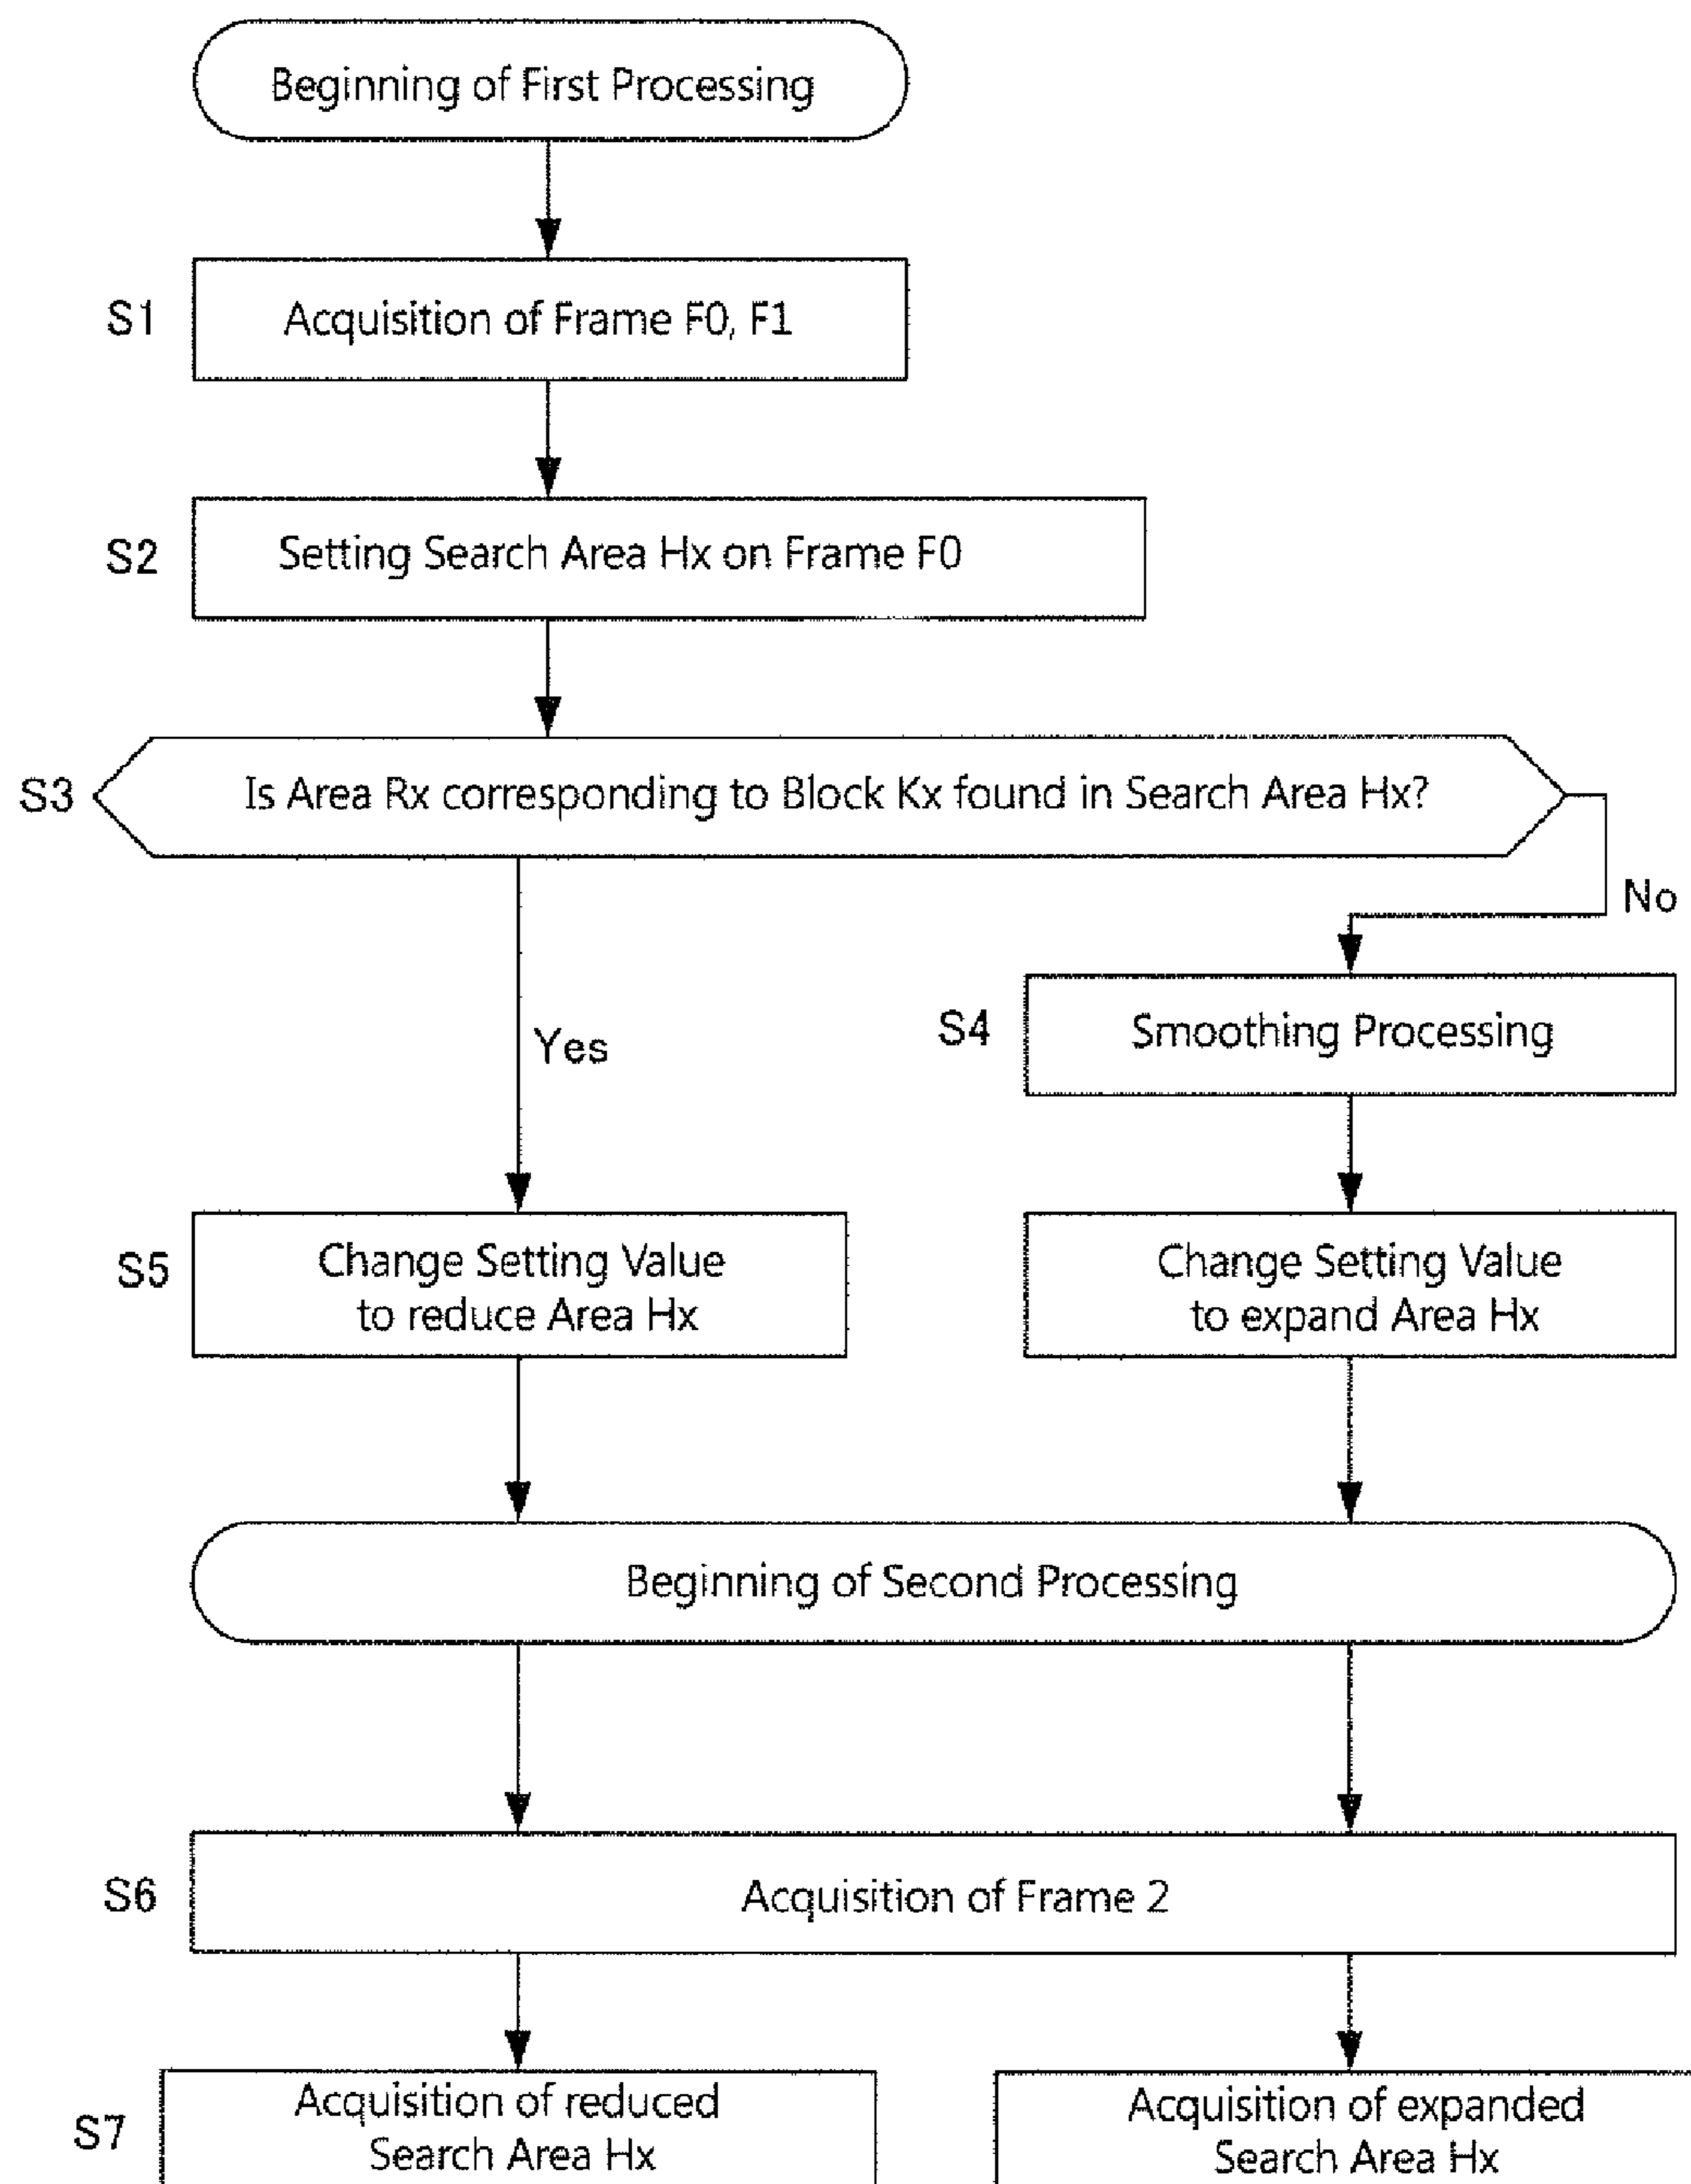 Beginning of First Processing
S1
Acquisition of Frame F0, F1
S2
Setting Search Area Hx on Frame F0
S3
Is Area Rx corresponding to Block Kx found in Search Area Hx?
No
Yes
S4
Smoothing Processing
S5
Change Setting Value
to reduce Area Hx
Change Setting Value
to expand Area Hx
Beginning of Second Processing
S6
Acquisition of Frame 2
S7
Acquisition of reduced
Search Area Hx
Acquisition of expanded
Search Area Hx